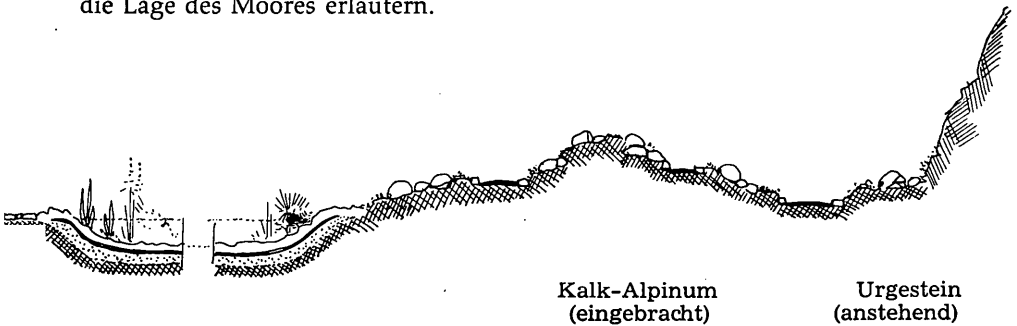 die Lage des Moores erläutern.
Kalk-Alpinum
(eingebracht)
Urgestein
(anstehend)